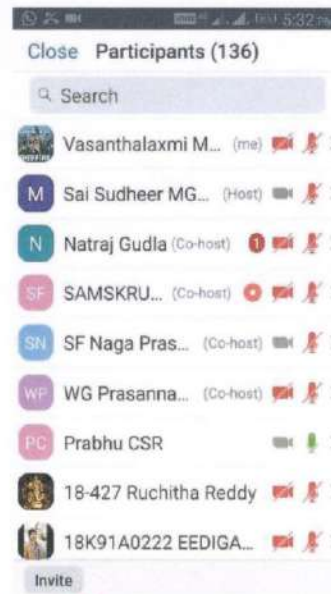 5:32 PM
Close Participants (136)
Search
Vasanthalaxmi M... (me)
M Sai Sudheer MG... (Host)
N Natraj Gudla (Co-host) 1
SF SAMSKRU... (Co-host)
SN SF Naga Pras... (Co-host)
WP WG Prasanna... (Co-host)
PC Prabhu CSR
18-427 Ruchitha Reddy
18K91A0222 EEDIGA...
Invite